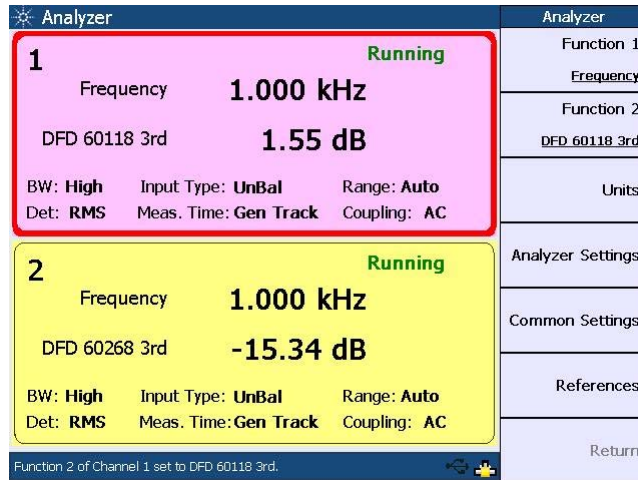 Analyzer
1
Running
Frequency 1.000 kHz
DFD 60118 3rd 1.55 dB
BW: High Input Type: UnBal Range: Auto
Det: RMS Meas. Time: Gen Track Coupling: AC
2
Running
Frequency 1.000 kHz
DFD 60268 3rd -15.34 dB
BW: High Input Type: UnBal Range: Auto
Det: RMS Meas. Time: Gen Track Coupling: AC
Function 2 of Channel 1 set to DFD 60118 3rd.
Analyzer
Function 1
Frequency
Function 2
DFD 60118 3rd
Units
Analyzer Settings
Common Settings
References
Return